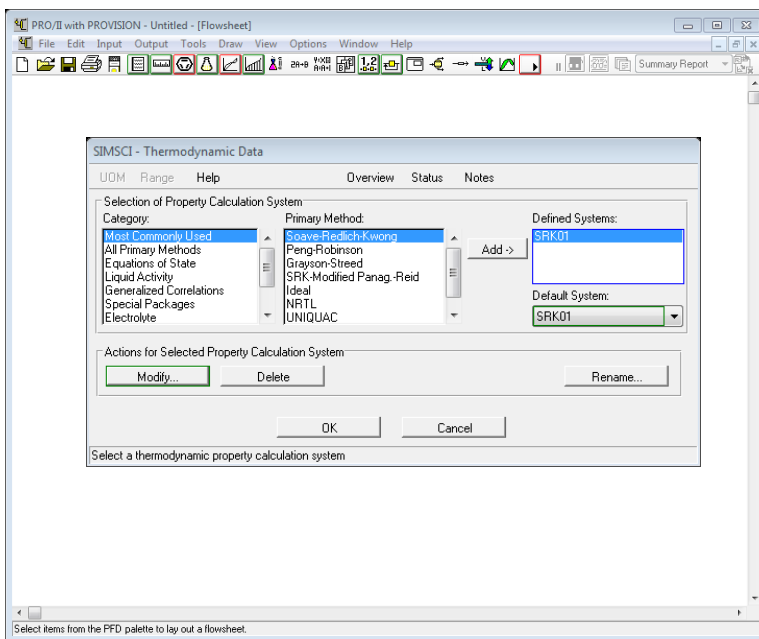 PRO/II with PROVISION - Untitled - [Flowsheet]
File Edit Input Output Tools Draw View Options Window Help
Summary Report
SIMSCI - Thermodynamic Data
UOM Range Help Overview Status Notes
Selection of Property Calculation System
Category: Primary Method: Defined Systems:
Most Commonly Used Soave-Redlich-Kwong SRK01
All Primary Methods Peng-Robinson Add ->
Equations of State Grayson-Streed
Liquid Activity SRK-Modified Panag.-Reid
Generalized Correlations Ideal Default System:
Special Packages NRTL SRK01
Electrolyte UNIQUAC
Actions for Selected Property Calculation System
Modify... Delete Rename...
OK Cancel
Select a thermodynamic property calculation system
Select items from the PFD palette to lay out a flowsheet.